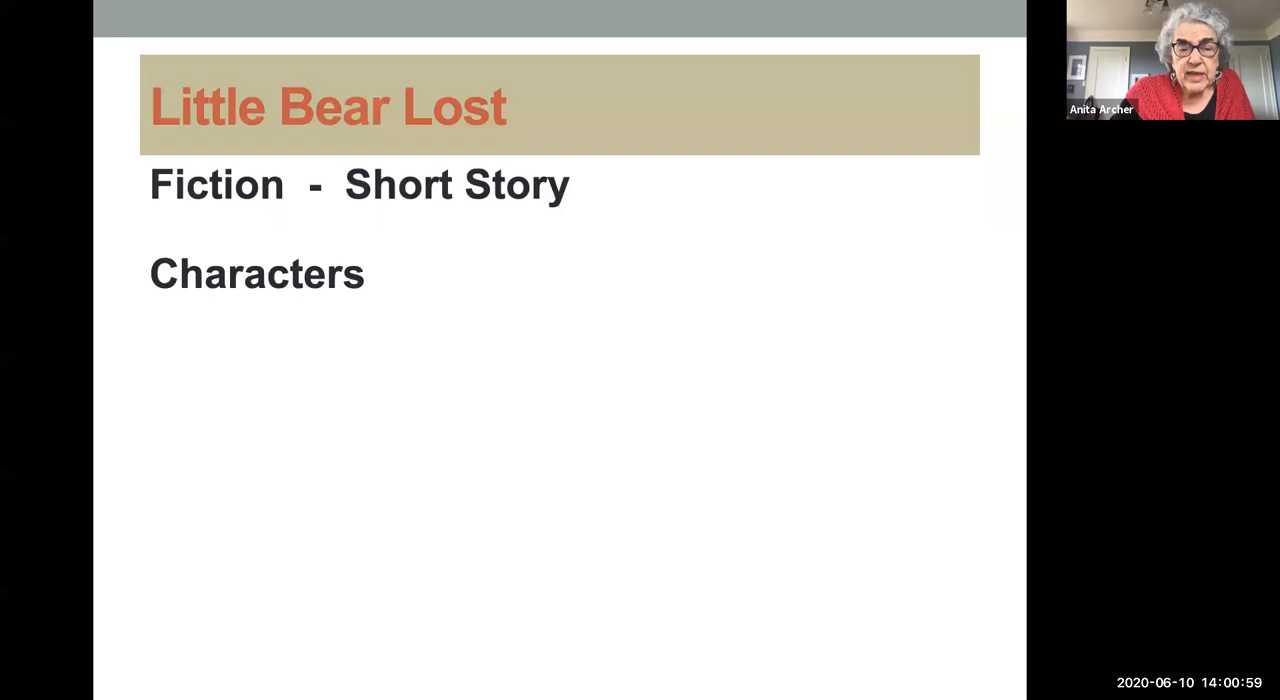 Little Bear Lost
Fiction - Short Story
Characters
Anita Archer
2020-06-10 14:00:59